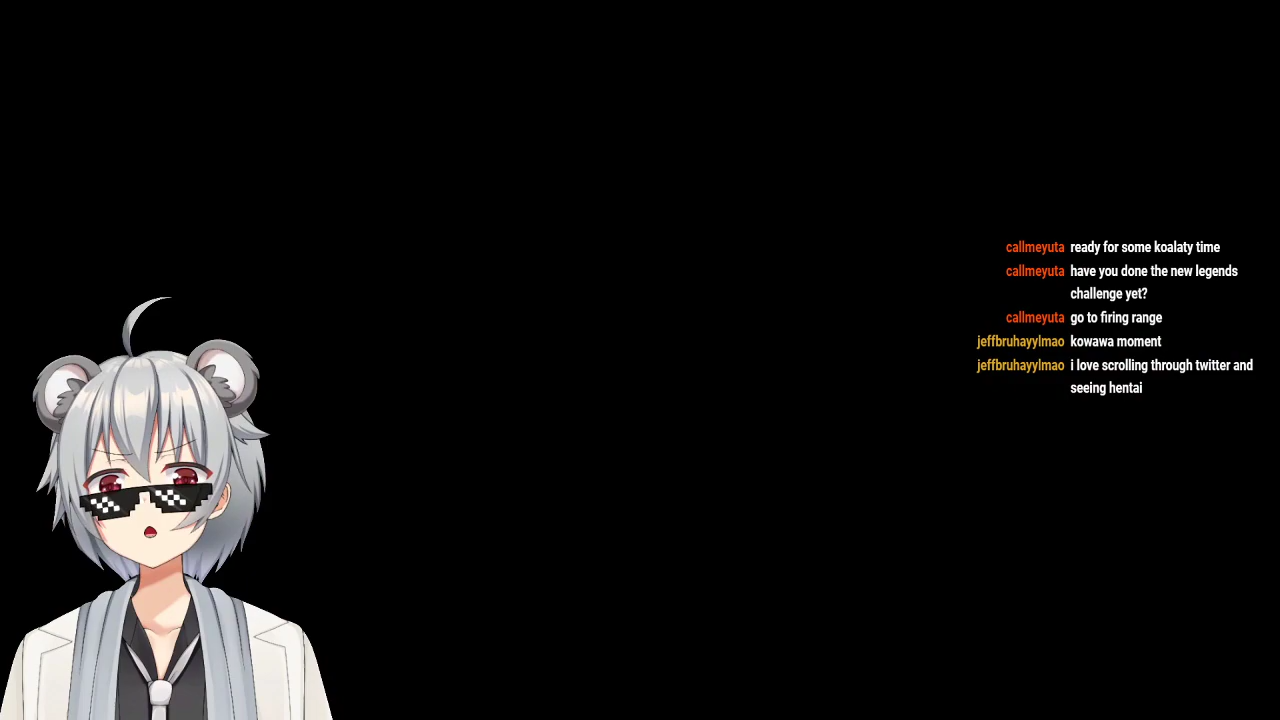 callmeyuta ready for some koalaty time
callmeyuta have you done the new legends
challenge yet?
callmeyuta go to firing range
jeffbruhayylmao kowawa moment
jeffbruhayylmao i love scrolling through twitter and
seeing hentai